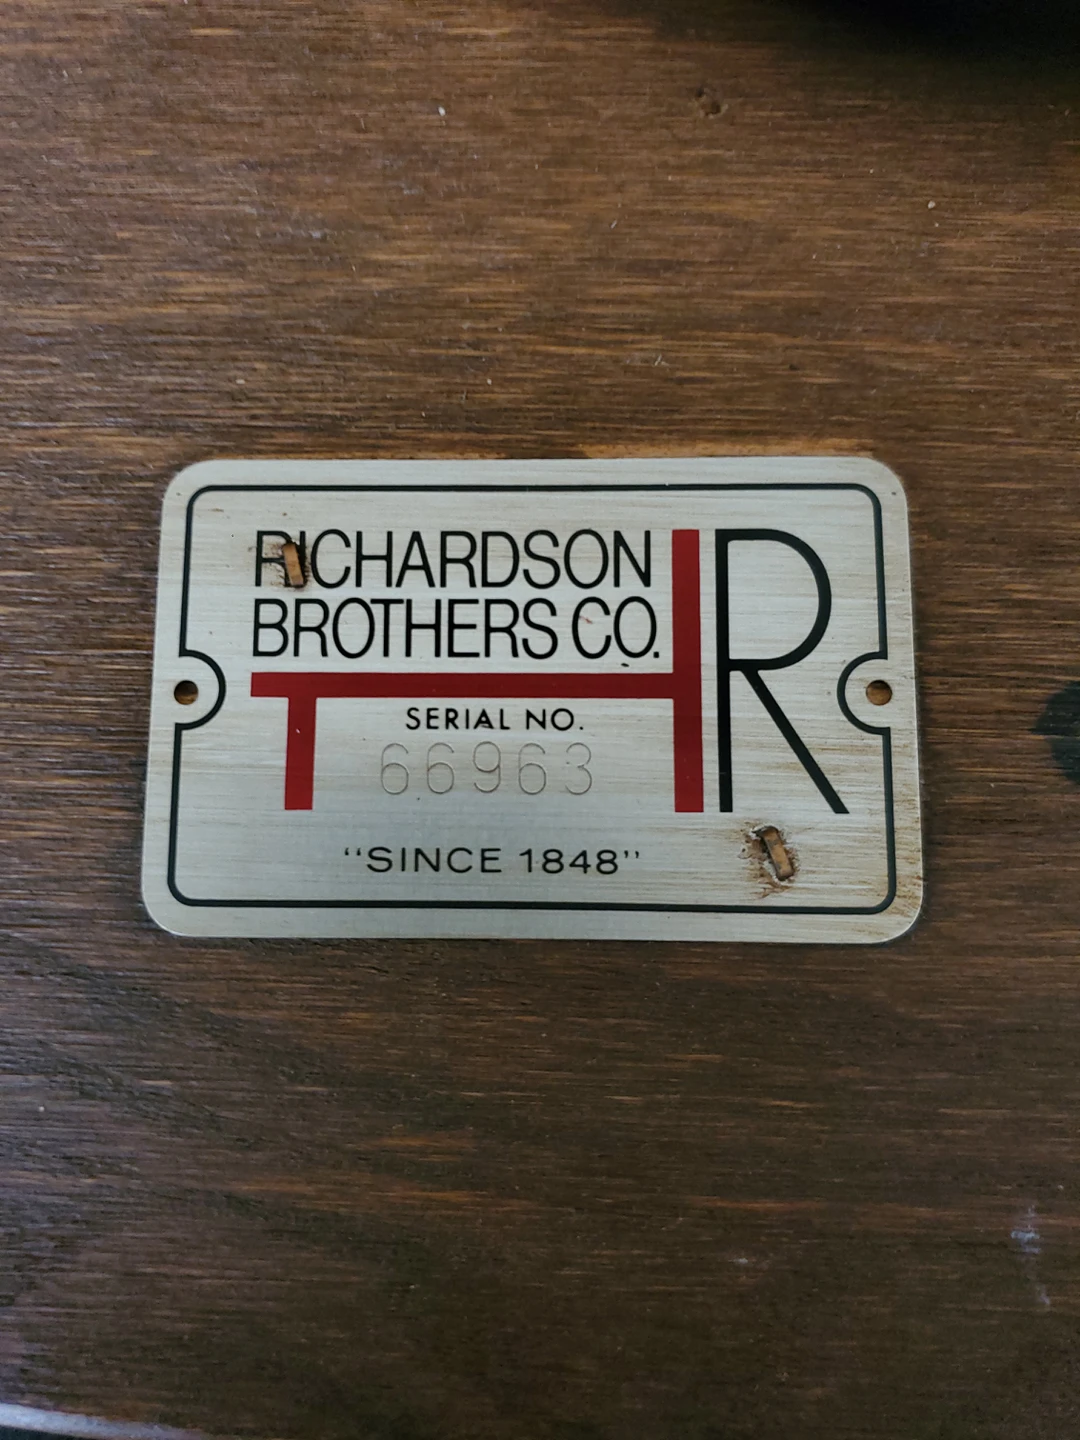 RICHARDSON
BROTHERS CO.
R
SERIAL NO.
66963
“SINCE 1848”